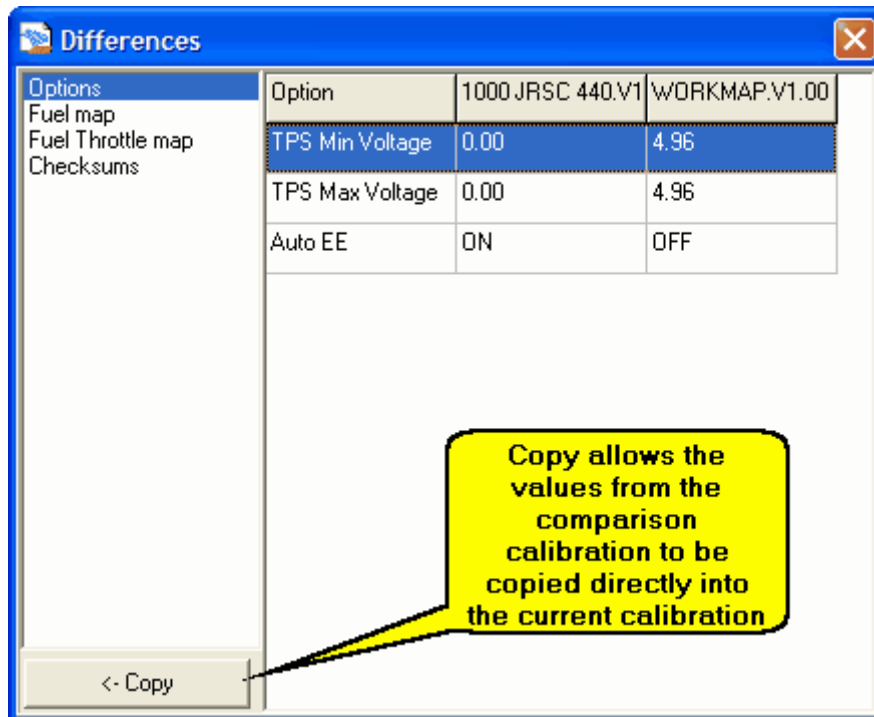 Differences
Options
Fuel map
Fuel Throttle map
Checksums
Option 1000 JRSC 440.V1 WORKMAP.V1.00
TPS Min Voltage 0.00 4.96
TPS Max Voltage 0.00 4.96
Auto EE ON OFF
Copy allows the
values from the
comparison
calibration to be
copied directly into
the current calibration
<- Copy